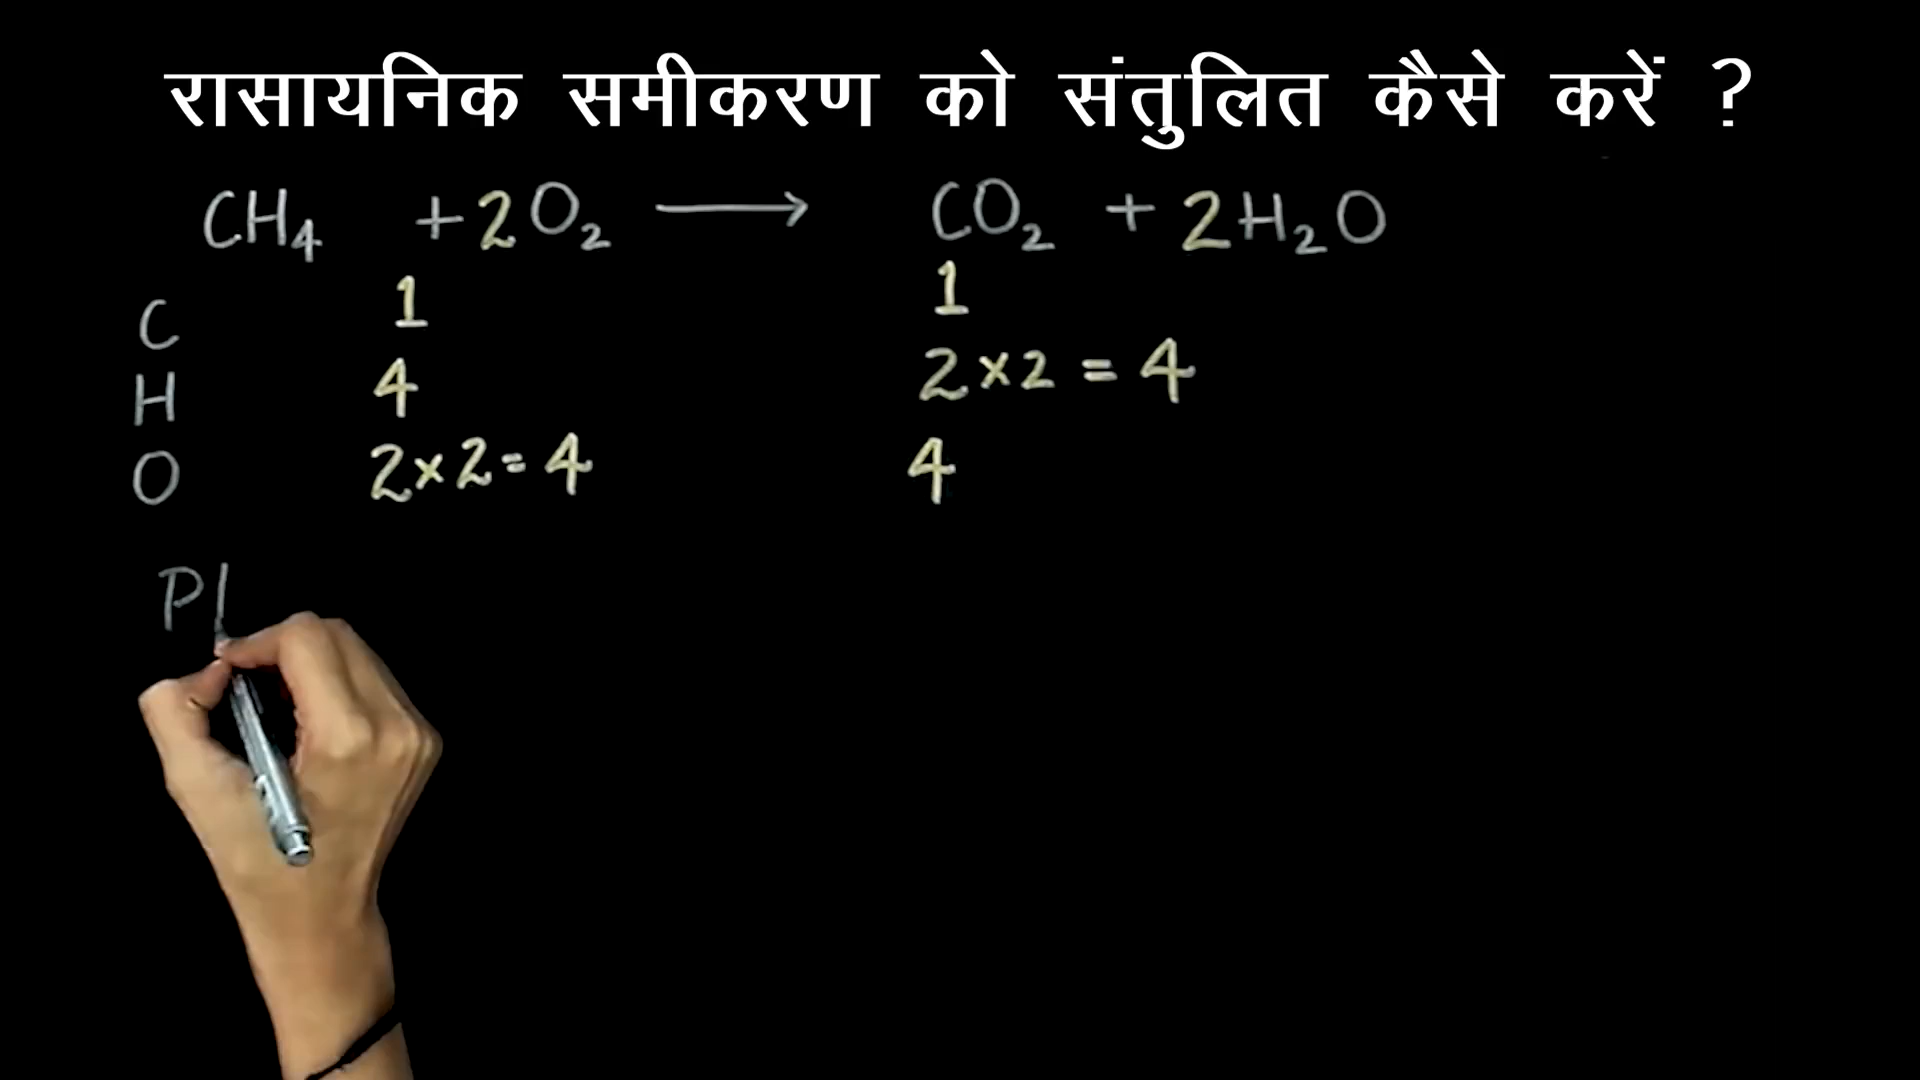 रासायनिक समीकरण को संतुलित कैसे करें ?
CH₄ + 2O₂ → CO₂ + 2H₂O
C 1 1
H 4 2×2 = 4
O 2×2=4 4
Pl